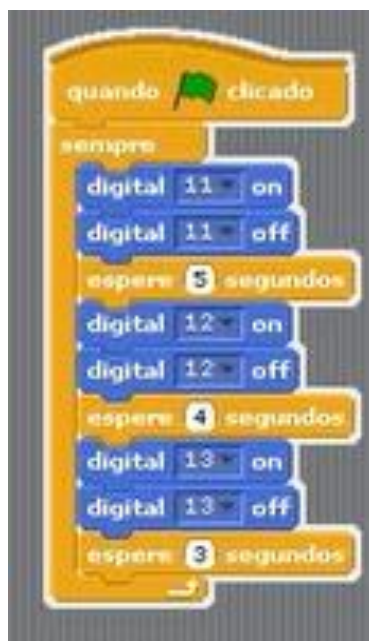 quando clicado
sempre
digital 11 on
digital 11 off
espere 5 segundos
digital 12 on
digital 12 off
espere 4 segundos
digital 13 on
digital 13 off
espere 3 segundos